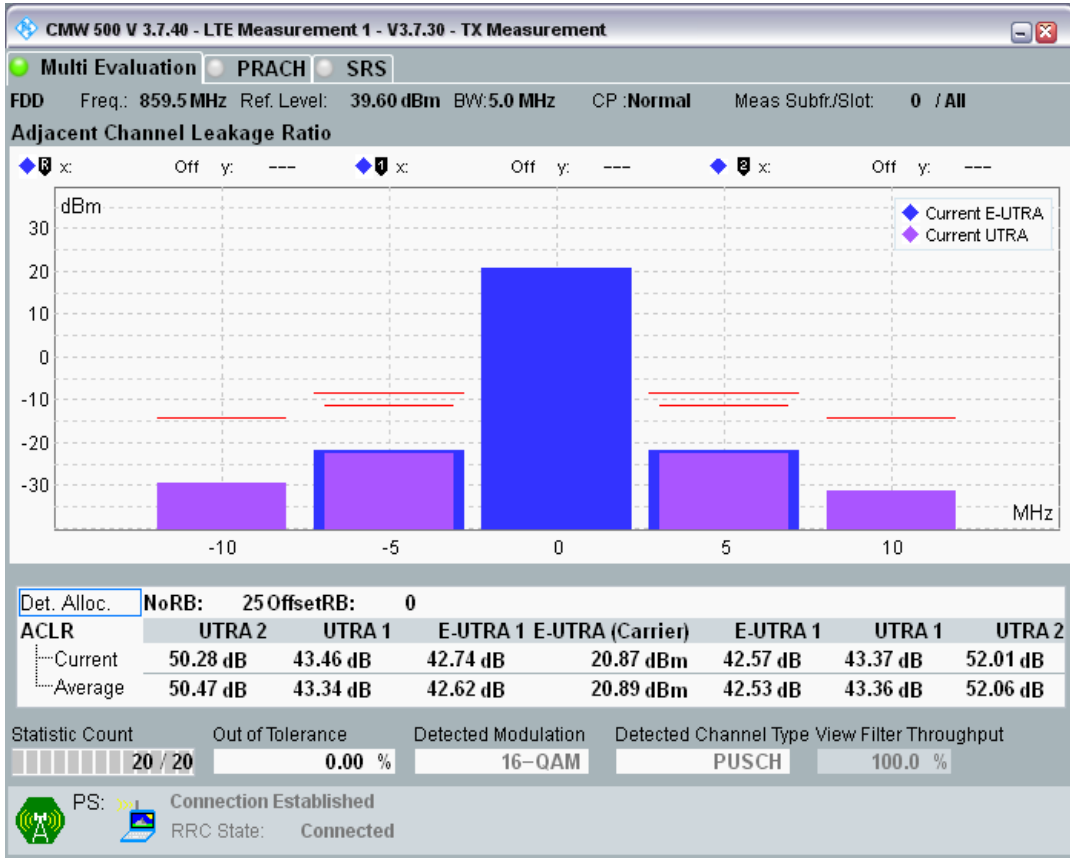 CMW 500 V 3.7.40 - LTE Measurement 1 - V3.7.30 - TX Measurement
Multi Evaluation PRACH SRS
FDD Freq.: 859.5 MHz Ref. Level: 39.60 dBm BW: 5.0 MHz CP :Normal Meas Subfr./Slot: 0 / All
Adjacent Channel Leakage Ratio
R x: Off y: --- 1 x: Off y: --- 2 x: Off y: ---
dBm
Current E-UTRA
Current UTRA
30
20
10
0
-10
-20
-30
MHz
-10 -5 0 5 10
Det. Alloc. NoRB: 25 OffsetRB: 0
ACLR UTRA 2 UTRA 1 E-UTRA 1 E-UTRA (Carrier) E-UTRA 1 UTRA 1 UTRA 2
Current 50.28 dB 43.46 dB 42.74 dB 20.87 dBm 42.57 dB 43.37 dB 52.01 dB
Average 50.47 dB 43.34 dB 42.62 dB 20.89 dBm 42.53 dB 43.36 dB 52.06 dB
Statistic Count Out of Tolerance Detected Modulation Detected Channel Type View Filter Throughput
20 / 20 0.00 % 16-QAM PUSCH 100.0 %
PS: Connection Established
RRC State: Connected